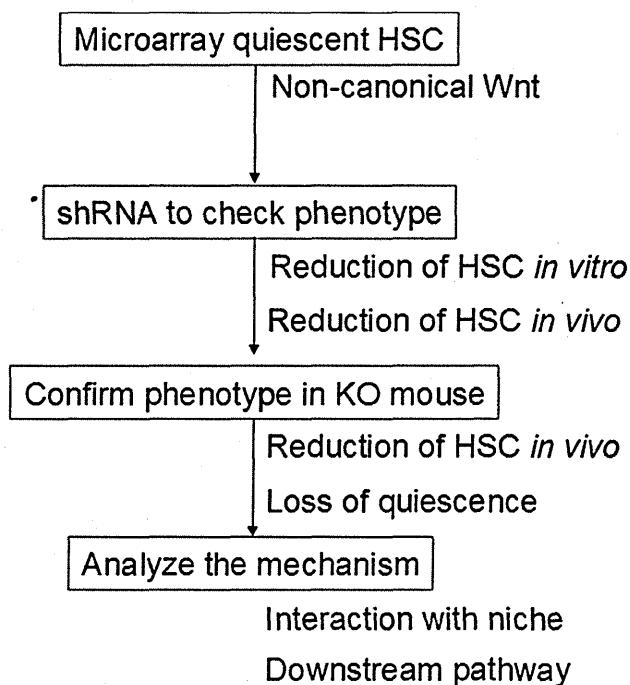 Microarray quiescent HSC
Non-canonical Wnt
shRNA to check phenotype
Reduction of HSC in vitro
Reduction of HSC in vivo
Confirm phenotype in KO mouse
Reduction of HSC in vivo
Loss of quiescence
Analyze the mechanism
Interaction with niche
Downstream pathway